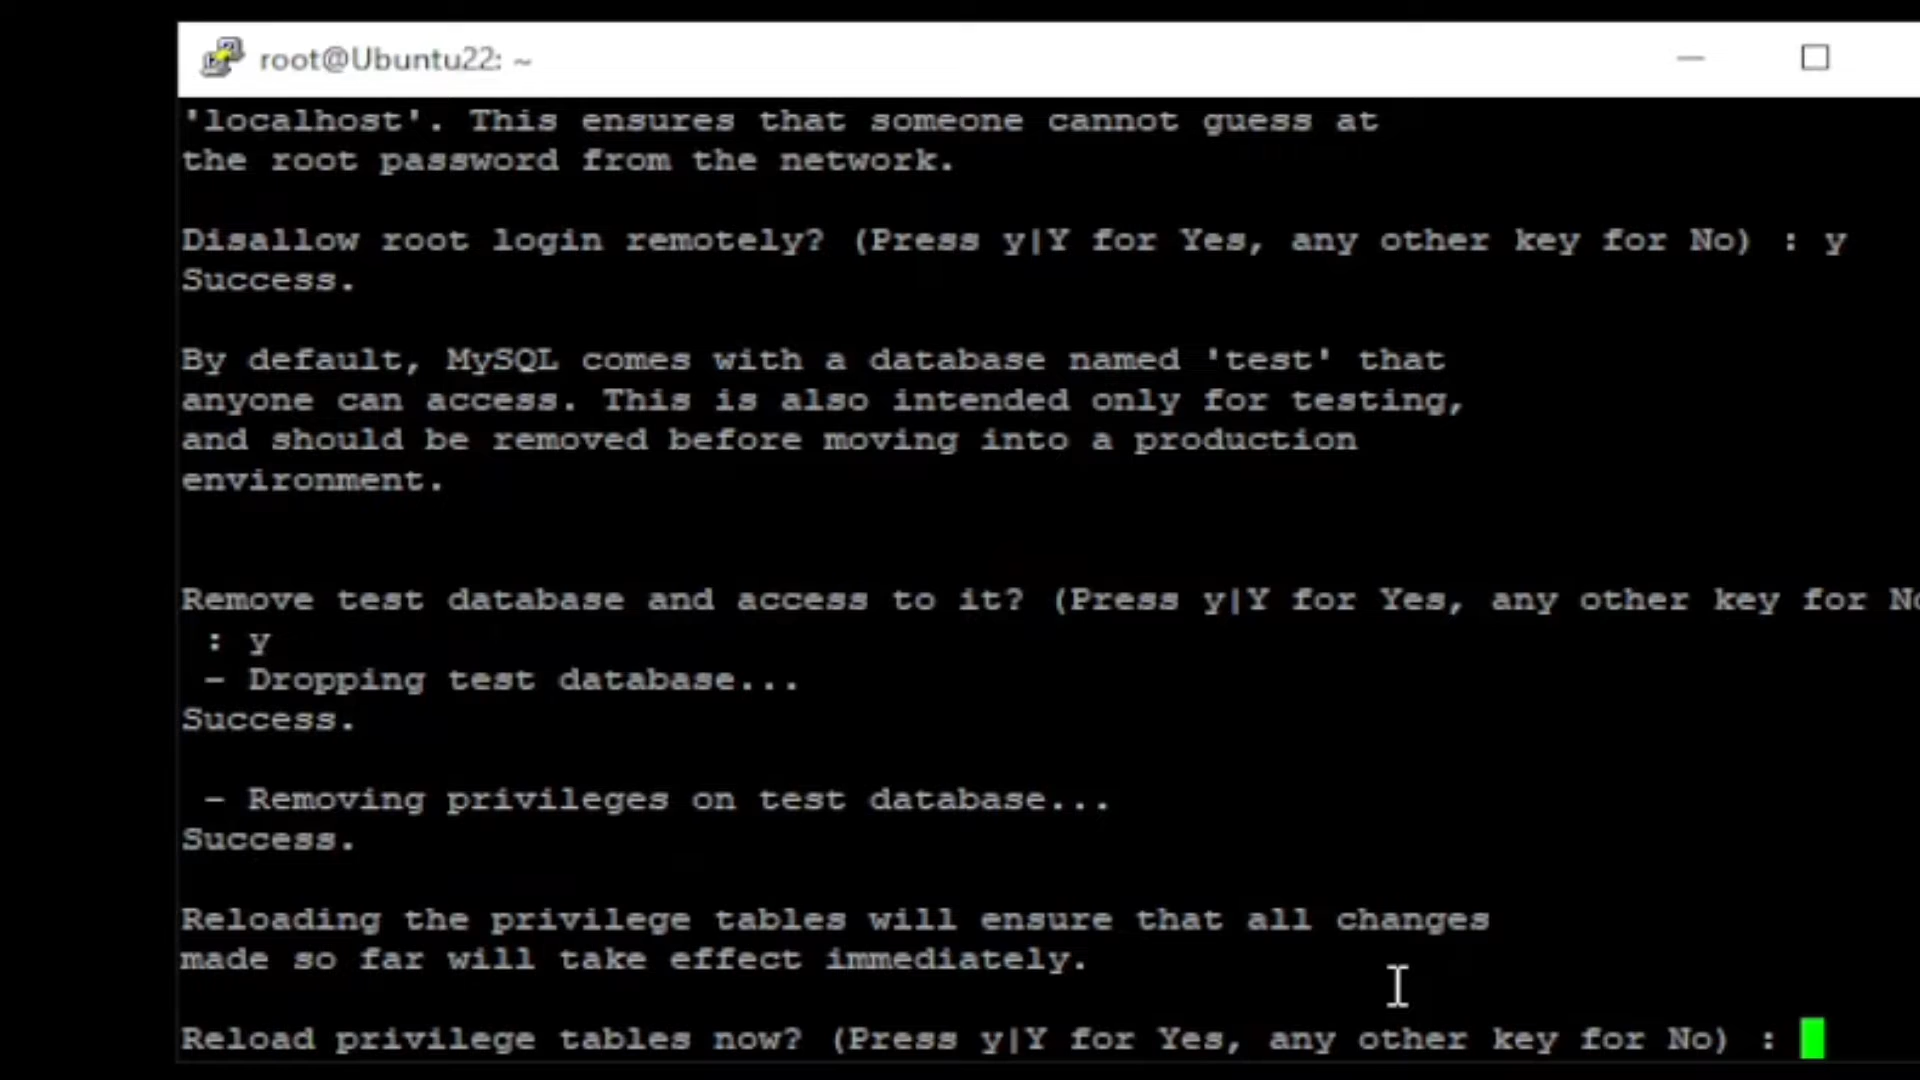 root@Ubuntu22: ~
'localhost'. This ensures that someone cannot guess at
the root password from the network.
Disallow root login remotely? (Press y|Y for Yes, any other key for No) : y
Success.
By default, MySQL comes with a database named 'test' that
anyone can access. This is also intended only for testing,
and should be removed before moving into a production
environment.
Remove test database and access to it? (Press y|Y for Yes, any other key for No
: y
- Dropping test database...
Success.
- Removing privileges on test database...
Success.
Reloading the privilege tables will ensure that all changes
made so far will take effect immediately.
Reload privilege tables now? (Press y|Y for Yes, any other key for No) :